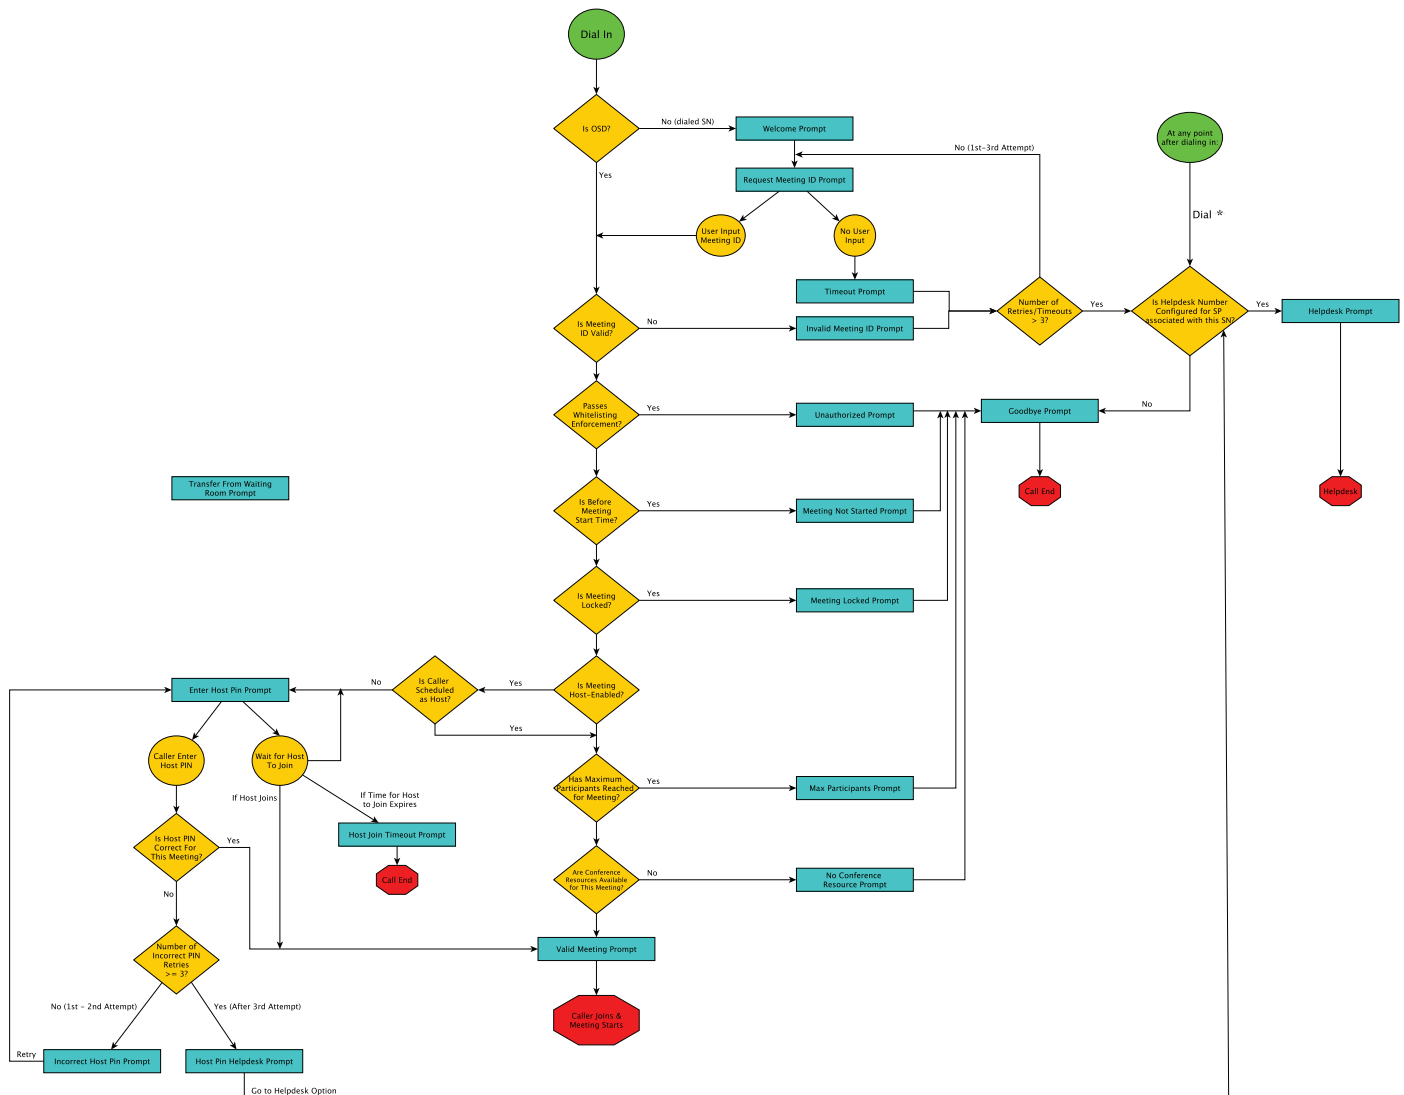 Dial In
Is OSD?
No (dialed SN)
Welcome Prompt
At any point
after dialing in:
No (1st-3rd Attempt)
Yes
Request Meeting ID Prompt
Dial *
User Input
Meeting ID
No User
Input
Timeout Prompt
Number of
Retries/Timeouts
> 3?
Yes
Is Helpdesk Number
Configured for SP
associated with this SN?
Yes
Helpdesk Prompt
Is Meeting
ID Valid?
No
Invalid Meeting ID Prompt
Passes
Whitelisting
Enforcement?
Yes
Unauthorized Prompt
Goodbye Prompt
No
Transfer From Waiting
Room Prompt
Call End
Helpdesk
Is Before
Meeting
Start Time?
Yes
Meeting Not Started Prompt
Is Meeting
Locked?
Yes
Meeting Locked Prompt
Enter Host Pin Prompt
No
Is Caller
Scheduled
as Host?
Yes
Is Meeting
Host-Enabled?
Yes
Caller Enter
Host PIN
Wait for Host
To Join
If Host Joins
If Time for Host
to Join Expires
Has Maximum
Participants Reached
for Meeting?
Yes
Max Participants Prompt
Is Host PIN
Correct For
This Meeting?
Yes
Host Join Timeout Prompt
Call End
Are Conference
Resources Available
for This Meeting?
No
No Conference
Resource Prompt
No
Number of
Incorrect PIN
Retries
>= 3?
Valid Meeting Prompt
No (1st - 2nd Attempt)
Yes (After 3rd Attempt)
Caller Joins &
Meeting Starts
Retry
Incorrect Host Pin Prompt
Host Pin Helpdesk Prompt
Go to Helpdesk Option